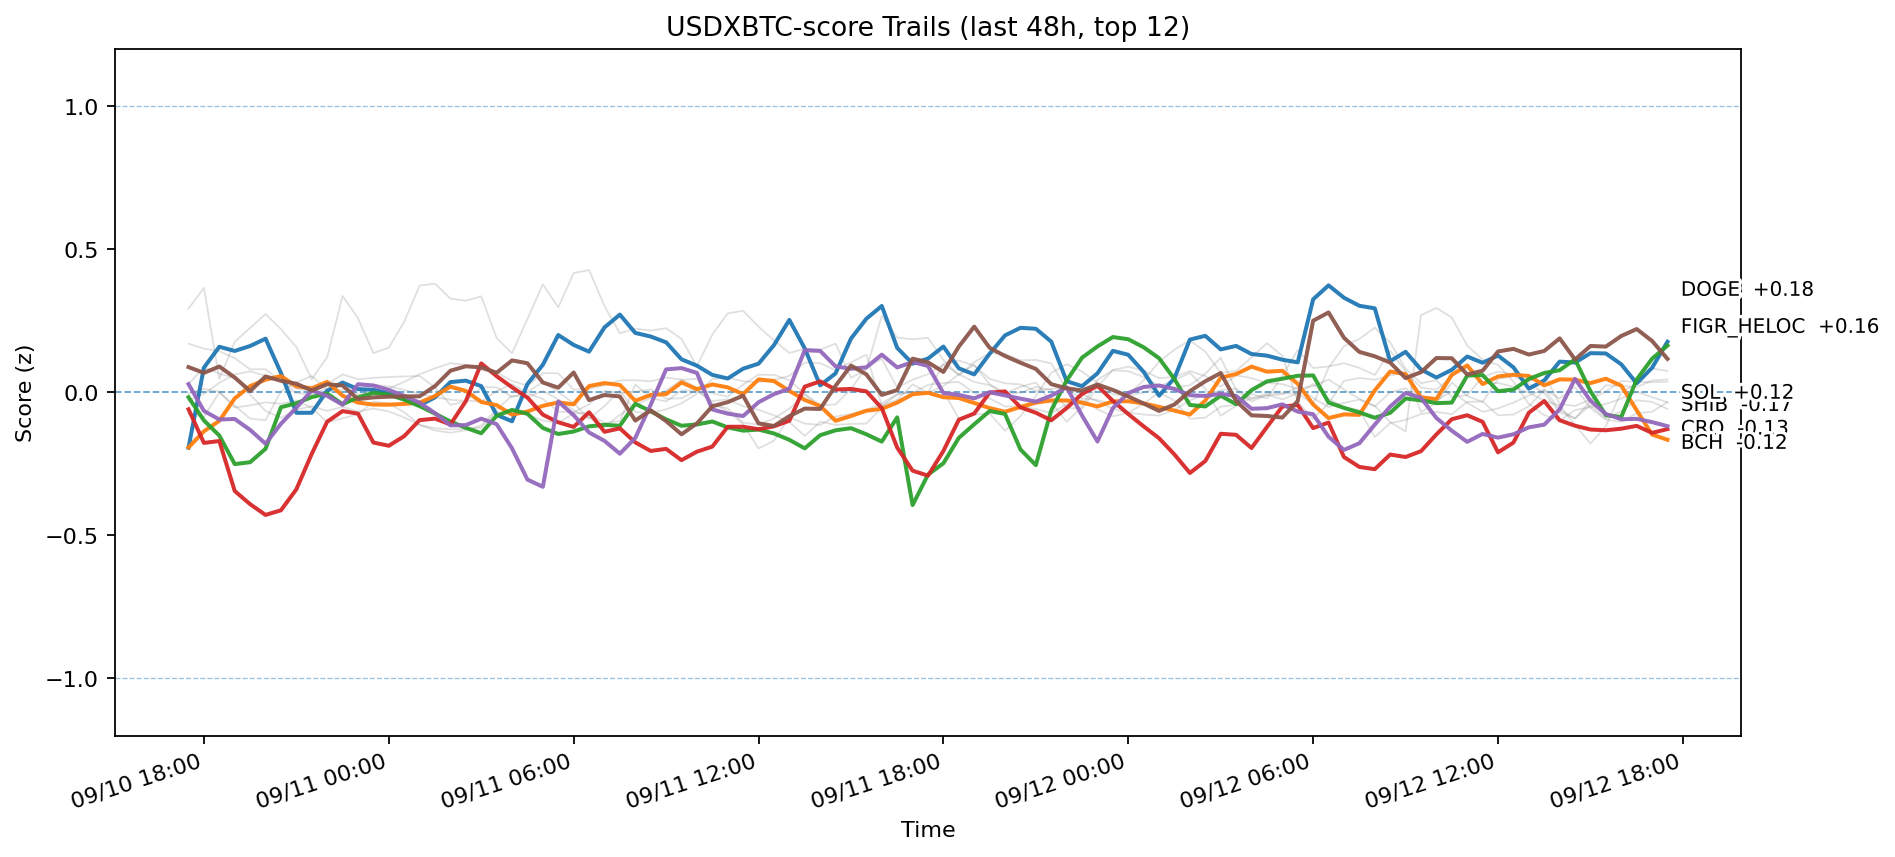 USDXBTC-score Trails (last 48h, top 12)
1.0
0.5
0.0
−0.5
−1.0
Score (z)
DOGE +0.18
FIGR_HELOC +0.16
SOL +0.12
SHIB -0.17
CRO -0.13
BCH -0.12
09/10 18:00
09/11 00:00
09/11 06:00
09/11 12:00
09/11 18:00
09/12 00:00
09/12 06:00
09/12 12:00
09/12 18:00
Time